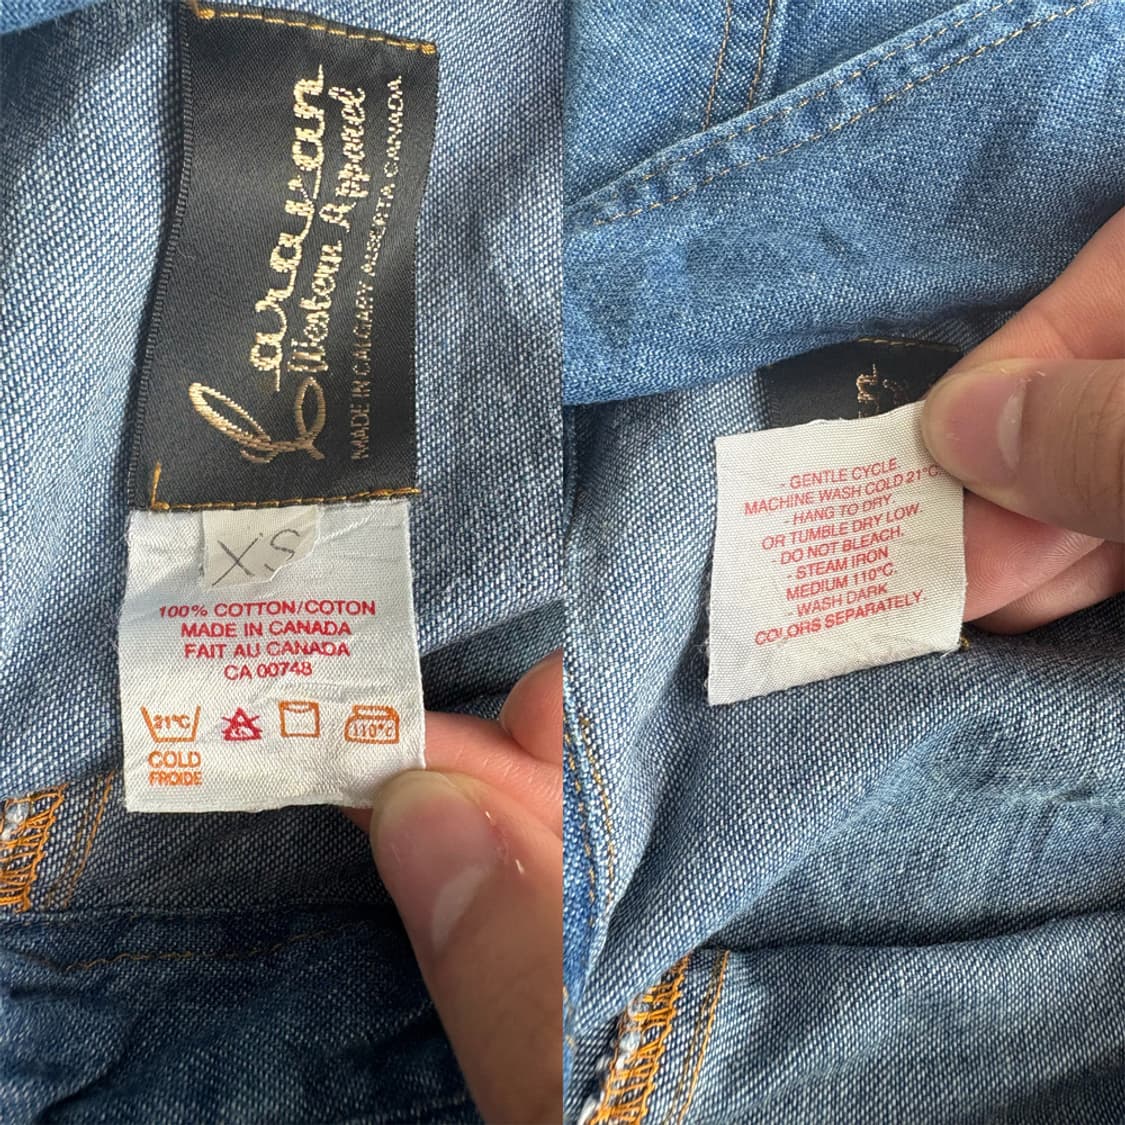 Caravan
Western Apparel
MADE IN CALGARY ALBERTA CANADA
XS
100% COTTON/COTON
MADE IN CANADA
FAIT AU CANADA
CA 00748
21°C
110°C
COLD
FROIDE
an
- GENTLE CYCLE.
MACHINE WASH COLD 21°C.
- HANG TO DRY
OR TUMBLE DRY LOW.
- DO NOT BLEACH.
- STEAM IRON
MEDIUM 110°C.
- WASH DARK
COLORS SEPARATELY.